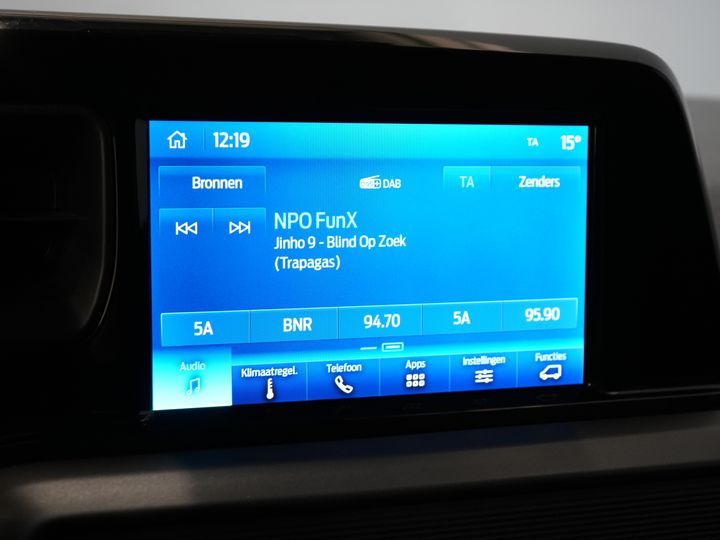 12:19
TA
15°
Bronnen
DAB
TA
Zenders
NPO FunX
Jinho 9 - Blind Op Zoek
(Trapagas)
5A
BNR
94.70
5A
95.90
Audio
Klimaatregel.
Telefoon
Apps
Instellingen
Functies